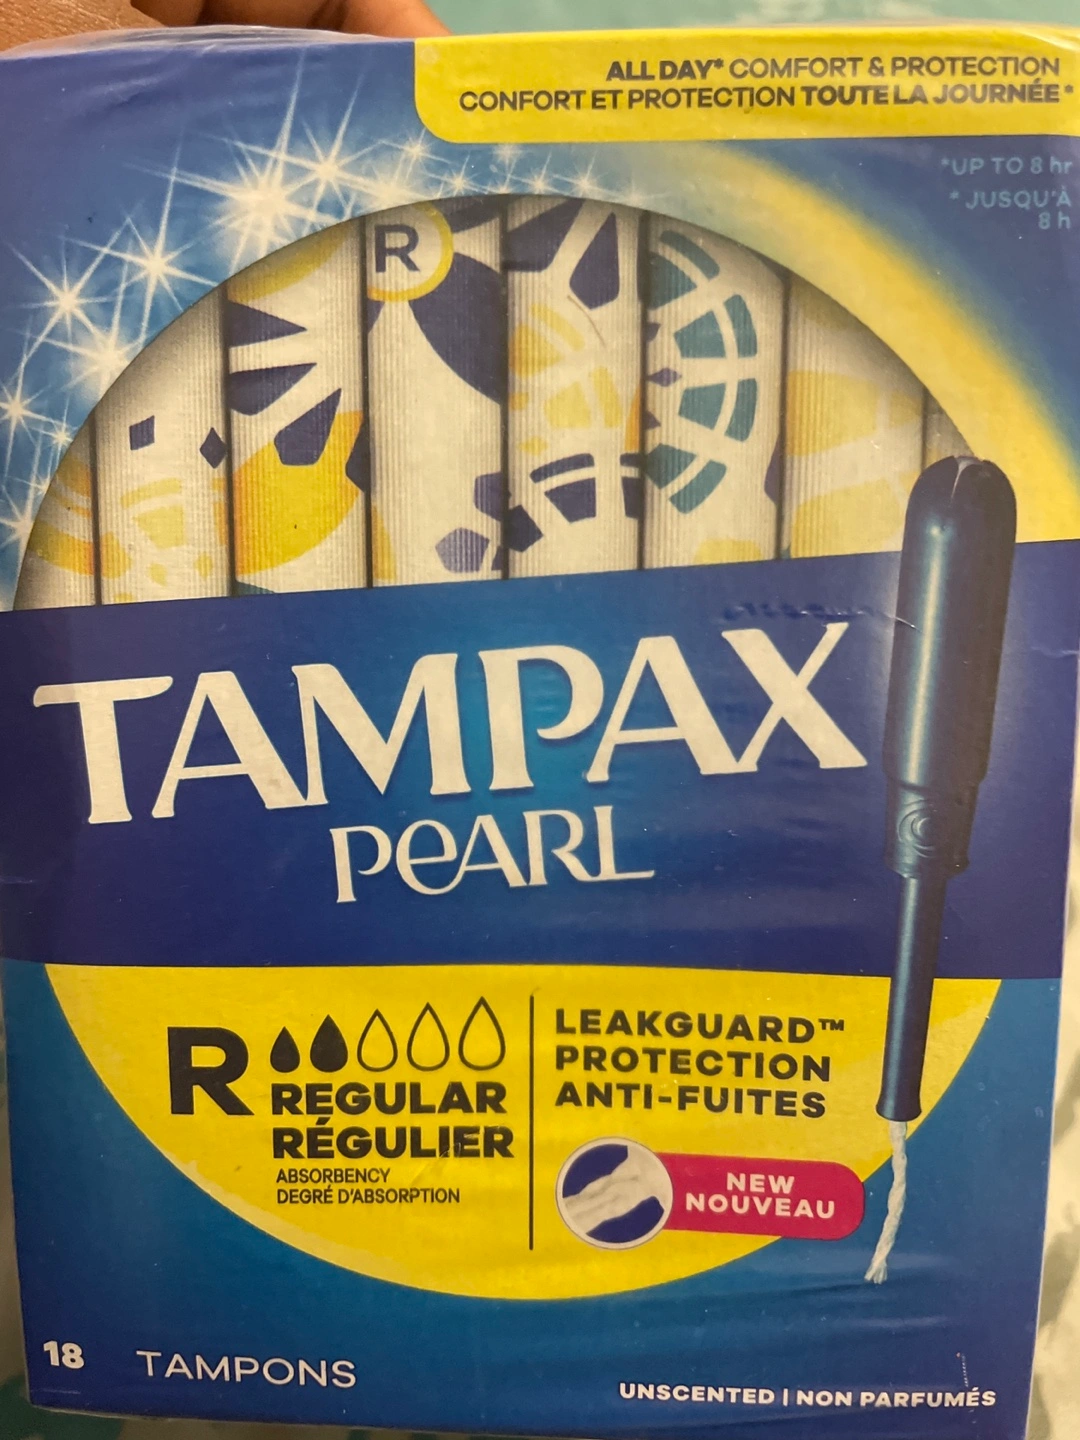 ALL DAY* COMFORT & PROTECTION
CONFORT ET PROTECTION TOUTE LA JOURNÉE*
*UP TO 8 hr
*JUSQU'À
8 h
R
TAMPAX
PEARL
R
REGULAR
RÉGULIER
ABSORBENCY
DEGRÉ D'ABSORPTION
LEAKGUARD™
PROTECTION
ANTI-FUITES
NEW
NOUVEAU
18 TAMPONS
UNSCENTED | NON PARFUMÉS